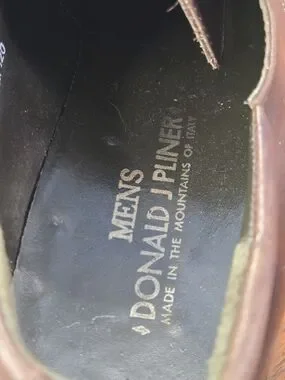 MENS
DONALD J PLINER
MADE IN THE MOUNTAINS OF ITALY